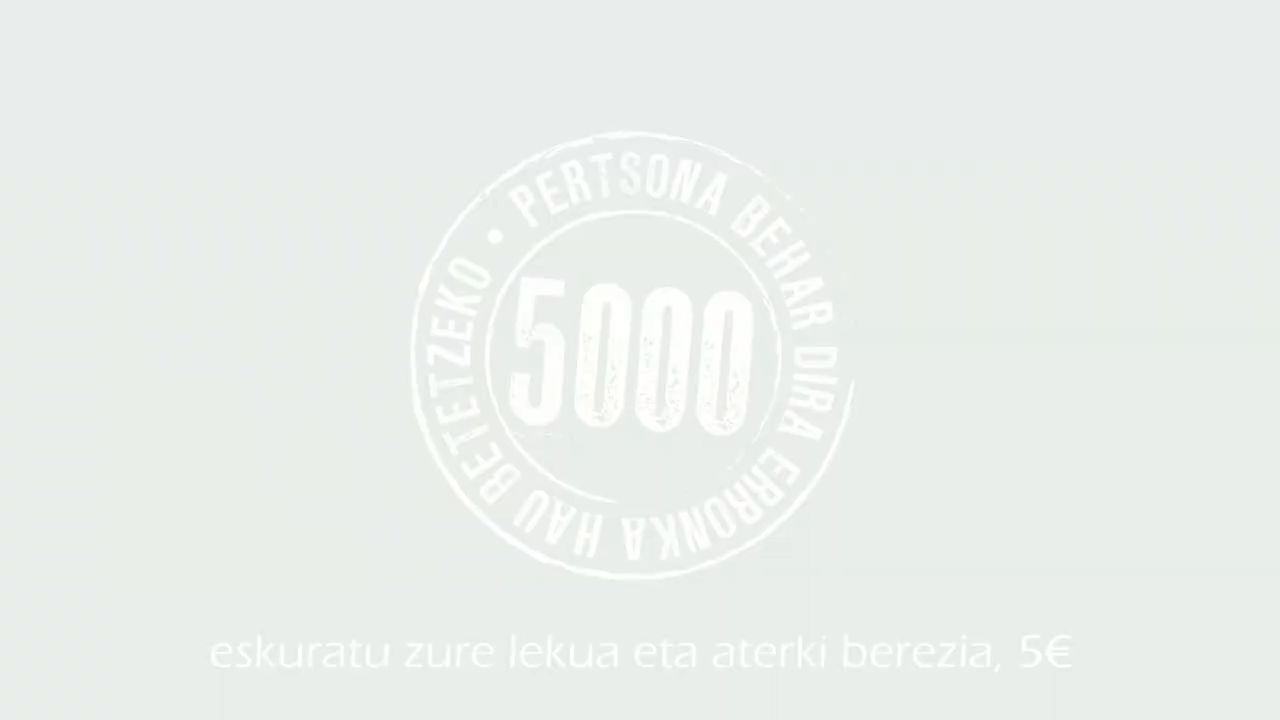 PERTSONA BEHAR DIRA ERRONKA HAU BETETZEKO •
5000
eskuratu zure lekua eta aterki berezia, 5€